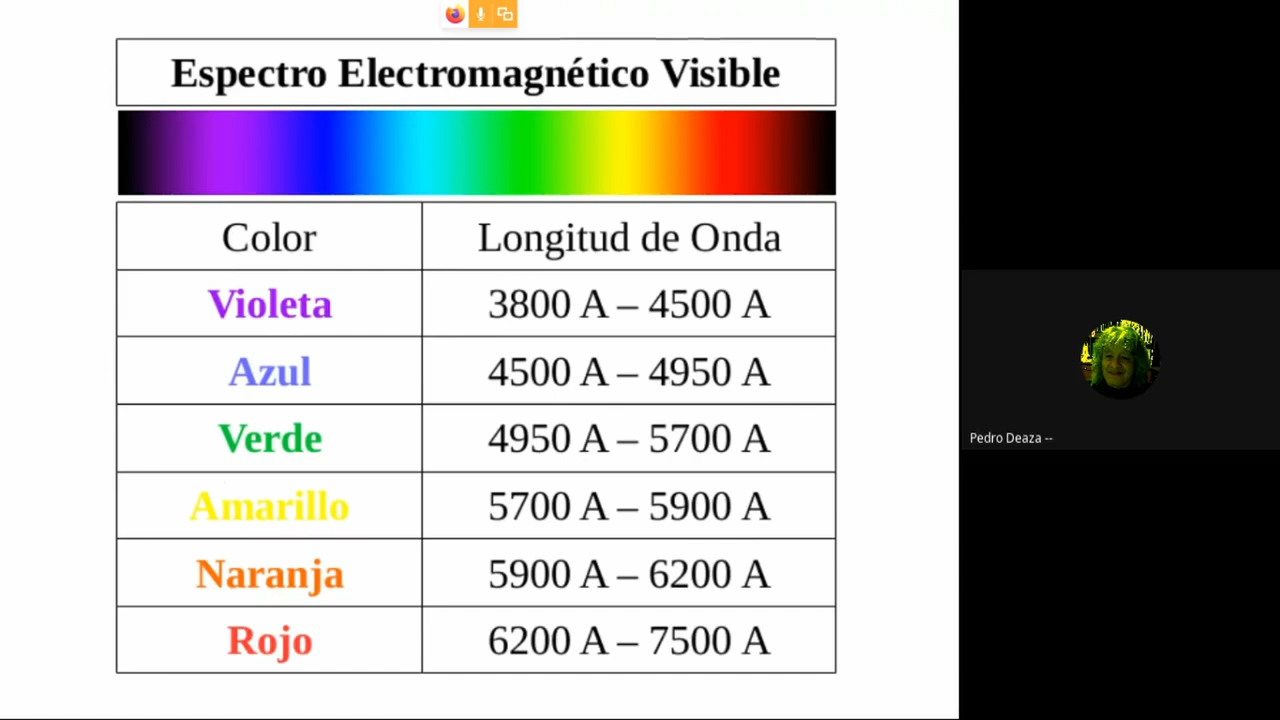 Espectro Electromagnético Visible
Color Longitud de Onda
Violeta 3800 A – 4500 A
Azul 4500 A – 4950 A
Verde 4950 A – 5700 A
Amarillo 5700 A – 5900 A
Naranja 5900 A – 6200 A
Rojo 6200 A – 7500 A
Pedro Deaza --